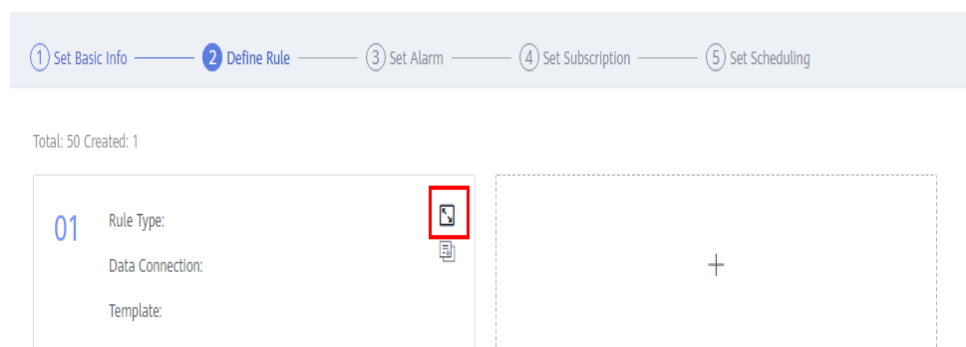 1 Set Basic Info 2 Define Rule 3 Set Alarm 4 Set Subscription 5 Set Scheduling
Total: 50 Created: 1
01 Rule Type:
Data Connection:
Template: